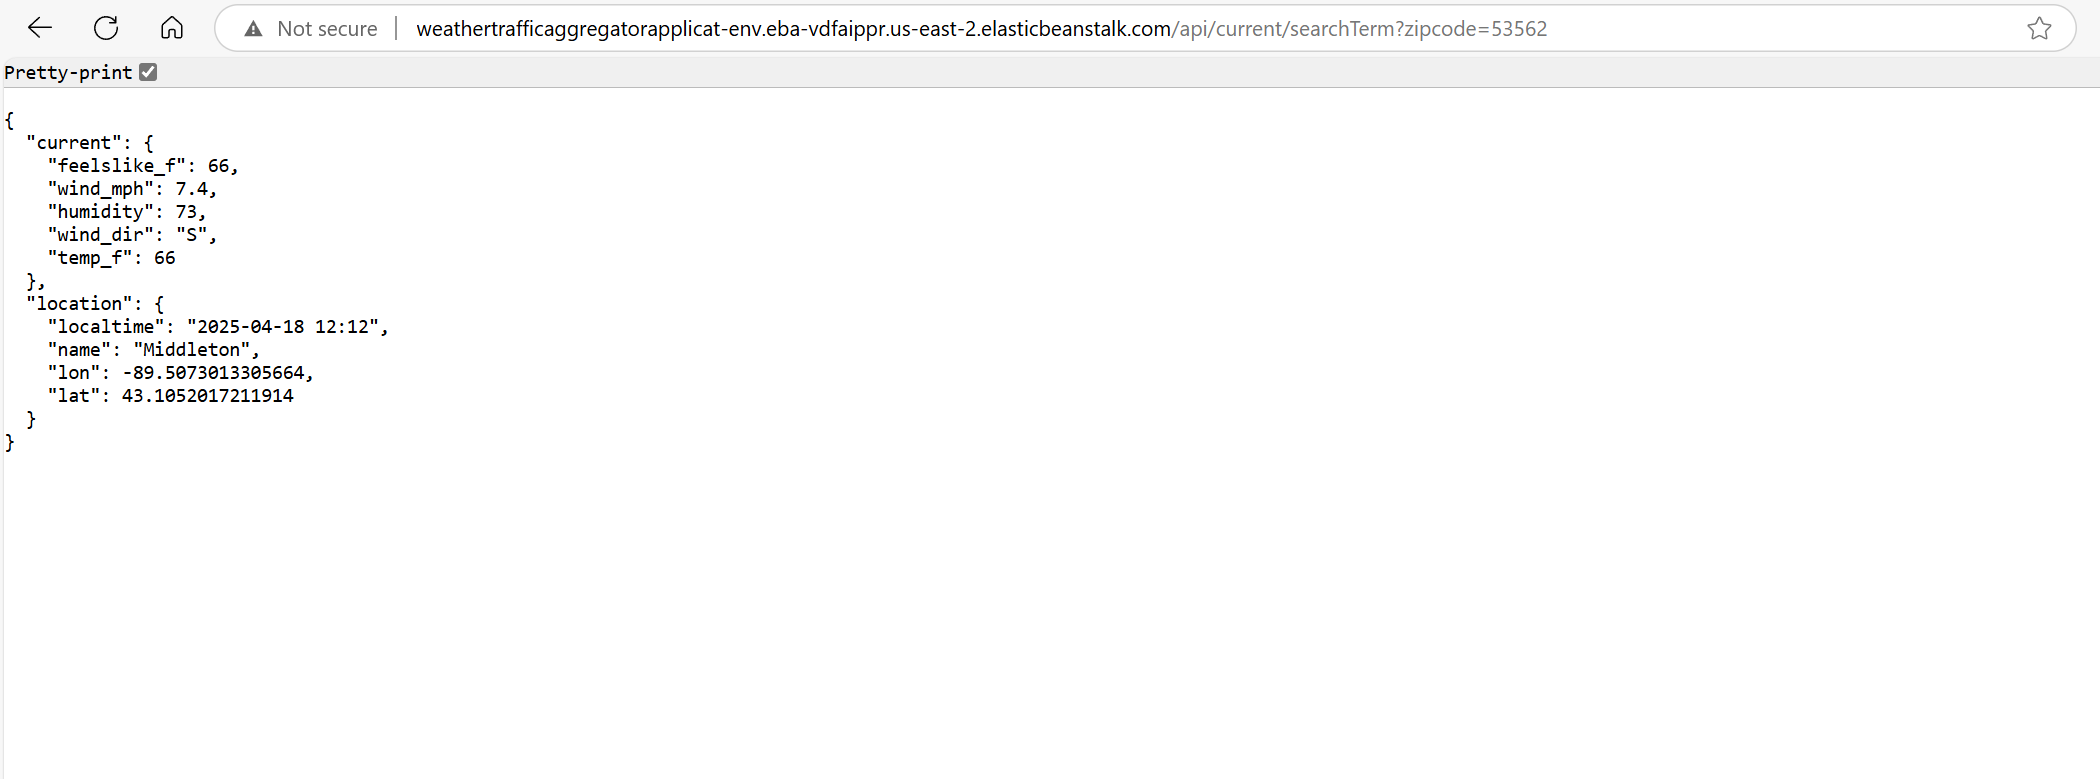 Not secure | weathertrafficaggregatorapplicat-env.eba-vdfaippr.us-east-2.elasticbeanstalk.com/api/current/searchTerm?zipcode=53562
Pretty-print
{
  "current": {
    "feelslike_f": 66,
    "wind_mph": 7.4,
    "humidity": 73,
    "wind_dir": "S",
    "temp_f": 66
  },
  "location": {
    "localtime": "2025-04-18 12:12",
    "name": "Middleton",
    "lon": -89.5073013305664,
    "lat": 43.1052017211914
  }
}